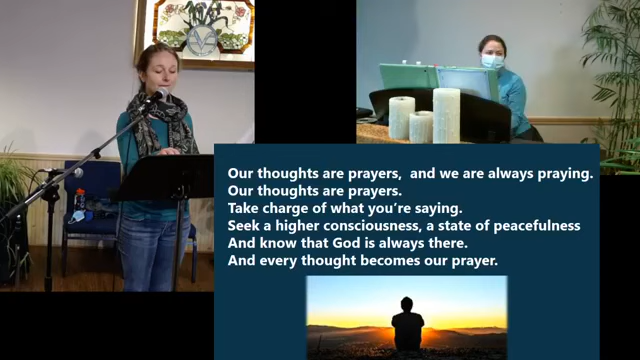 Our thoughts are prayers,  and we are always praying.
Our thoughts are prayers.
Take charge of what you’re saying.
Seek a higher consciousness, a state of peacefulness
And know that God is always there.
And every thought becomes our prayer.